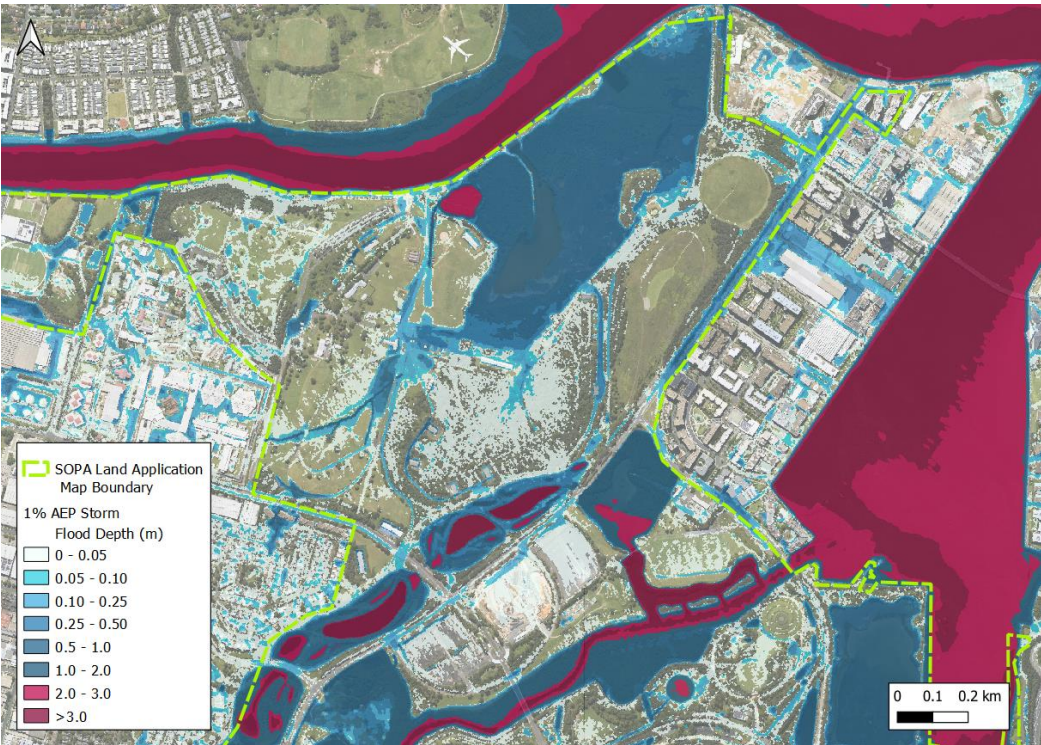 SOPA Land Application
Map Boundary
1% AEP Storm
Flood Depth (m)
0 - 0.05
0.05 - 0.10
0.10 - 0.25
0.25 - 0.50
0.5 - 1.0
1.0 - 2.0
2.0 - 3.0
>3.0
0 0.1 0.2 km